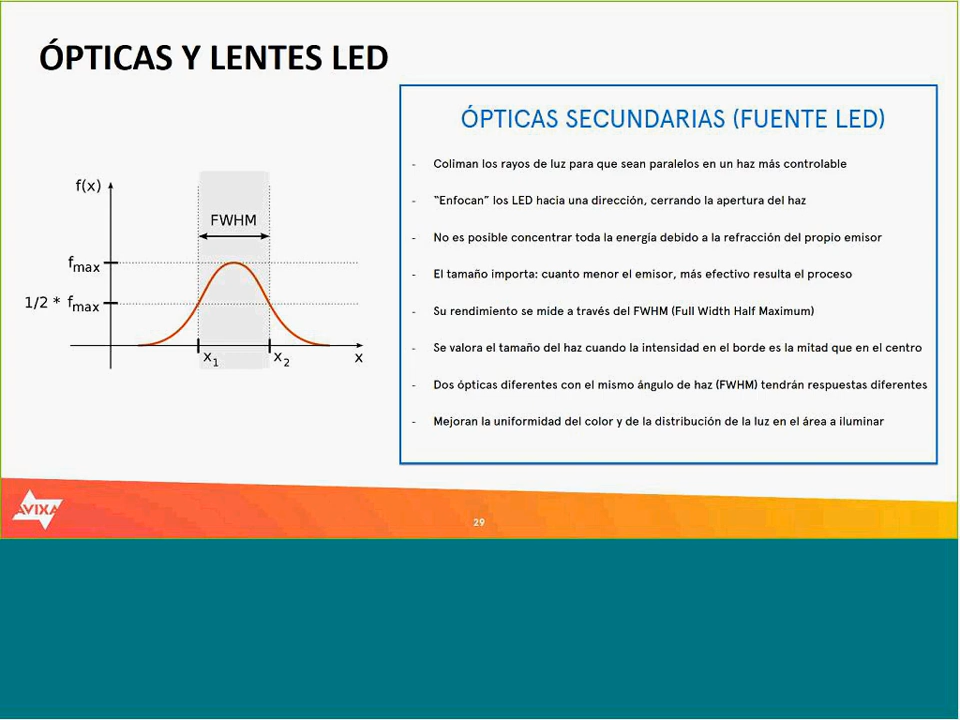 ÓPTICAS Y LENTES LED
ÓPTICAS SECUNDARIAS (FUENTE LED)
- Coliman los rayos de luz para que sean paralelos en un haz más controlable
- “Enfocan” los LED hacia una dirección, cerrando la apertura del haz
- No es posible concentrar toda la energía debido a la refracción del propio emisor
- El tamaño importa: cuanto menor el emisor, más efectivo resulta el proceso
- Su rendimiento se mide a través del FWHM (Full Width Half Maximum)
- Se valora el tamaño del haz cuando la intensidad en el borde es la mitad que en el centro
- Dos ópticas diferentes con el mismo ángulo de haz (FWHM) tendrán respuestas diferentes
- Mejoran la uniformidad del color y de la distribución de la luz en el área a iluminar
f(x)
FWHM
fmax
1/2 * fmax
x1 x2 x
AVIXA
29